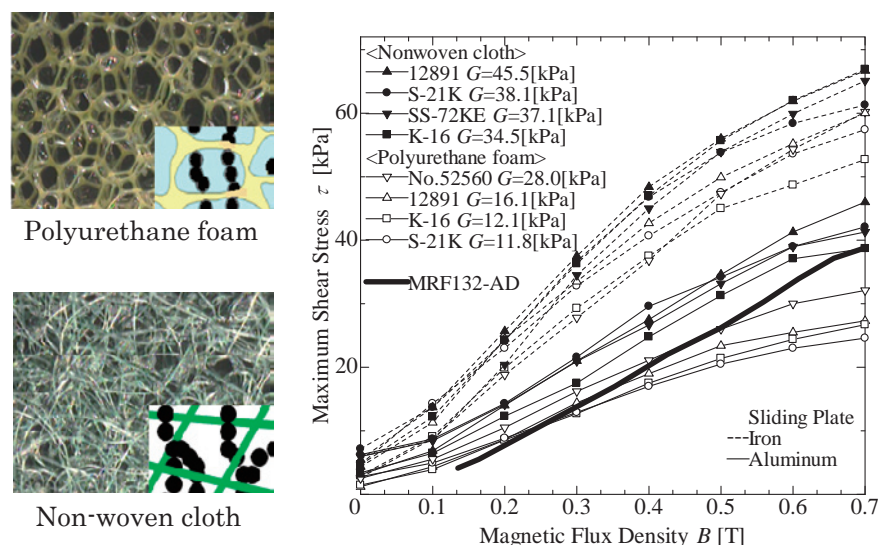 Polyurethane foam
Non-woven cloth
Maximum Shear Stress τ [kPa]
60
40
20
<Nonwoven cloth>
12891 G=45.5[kPa]
S-21K G=38.1[kPa]
SS-72KE G=37.1[kPa]
K-16 G=34.5[kPa]
<Polyurethane foam>
No.52560 G=28.0[kPa]
12891 G=16.1[kPa]
K-16 G=12.1[kPa]
S-21K G=11.8[kPa]
MRF132-AD
Sliding Plate
Iron
Aluminum
0 0.1 0.2 0.3 0.4 0.5 0.6 0.7
Magnetic Flux Density B [T]